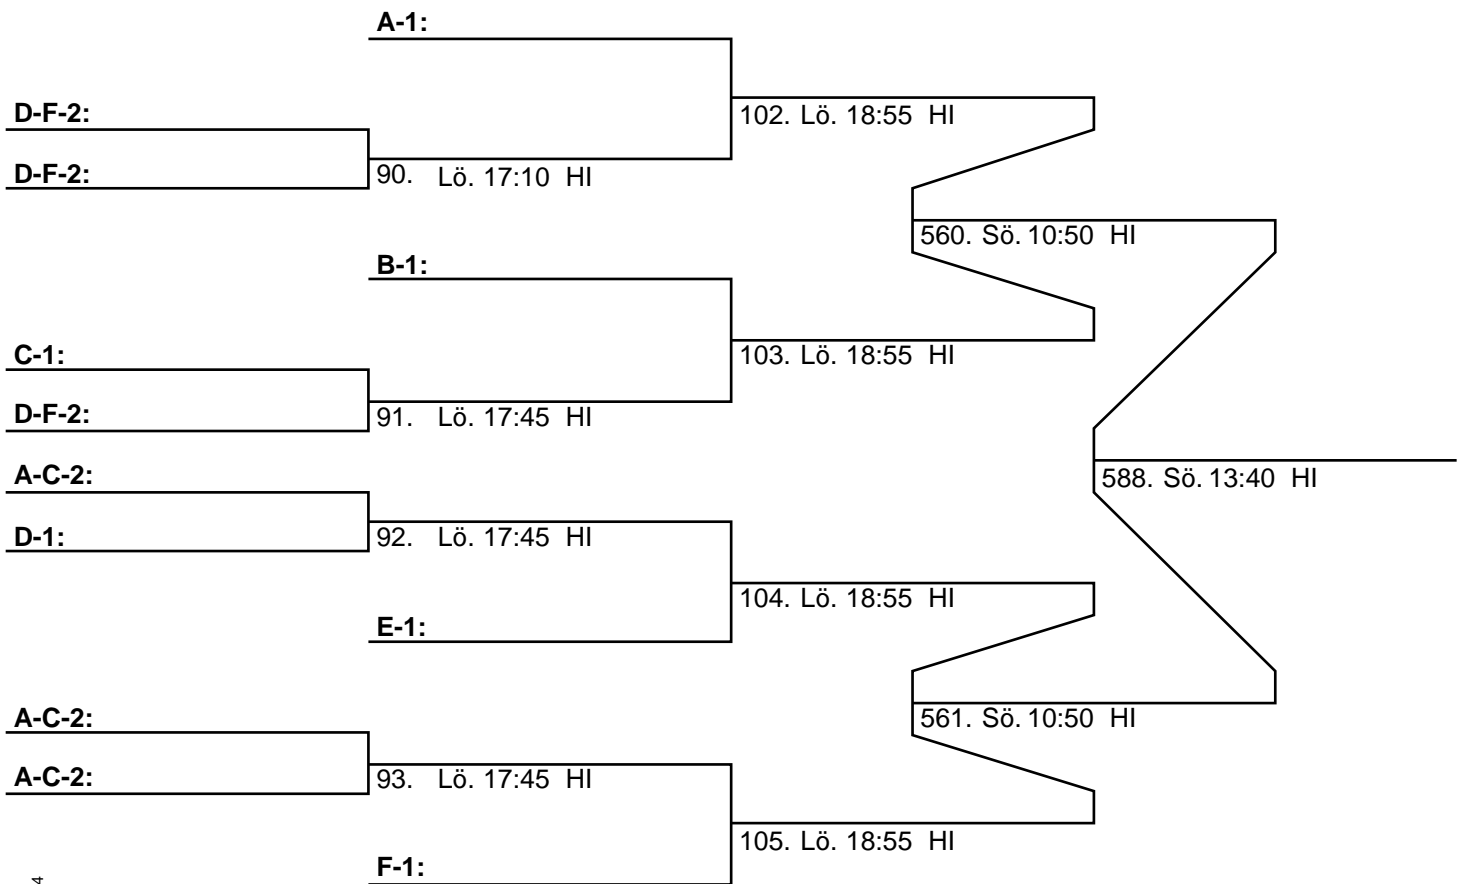 A-1:
D-F-2:
102. Lö. 18:55 HI
D-F-2:
90. Lö. 17:10 HI
560. Sö. 10:50 HI
B-1:
C-1:
103. Lö. 18:55 HI
D-F-2:
91. Lö. 17:45 HI
A-C-2:
588. Sö. 13:40 HI
D-1:
92. Lö. 17:45 HI
104. Lö. 18:55 HI
E-1:
A-C-2:
561. Sö. 10:50 HI
A-C-2:
93. Lö. 17:45 HI
105. Lö. 18:55 HI
F-1:
4